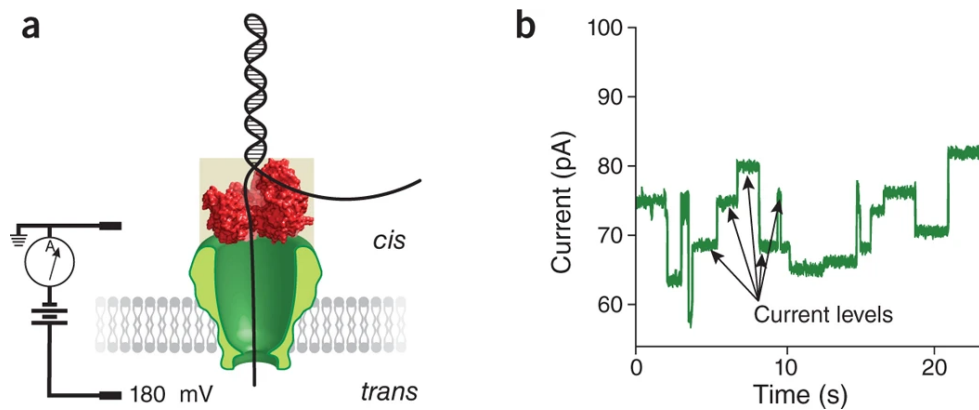 a
A
cis
180 mV
trans
b
Current (pA)
100
90
80
70
60
Current levels
0
10
20
Time (s)